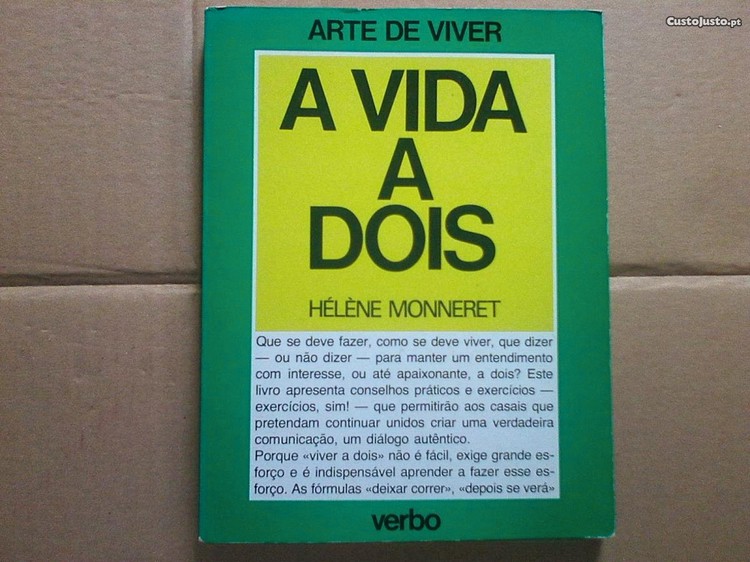 CustoJusto.pt
ARTE DE VIVER
A VIDA
A
DOIS
HÉLÈNE MONNERET
Que se deve fazer, como se deve viver, que dizer
— ou não dizer — para manter um entendimento
com interesse, ou até apaixonante, a dois? Este
livro apresenta conselhos práticos e exercícios —
exercícios, sim! — que permitirão aos casais que
pretendam continuar unidos criar uma verdadeira
comunicação, um diálogo autêntico.
Porque «viver a dois» não é fácil, exige grande es-
forço e é indispensável aprender a fazer esse es-
forço. As fórmulas «deixar correr», «depois se verá»
verbo